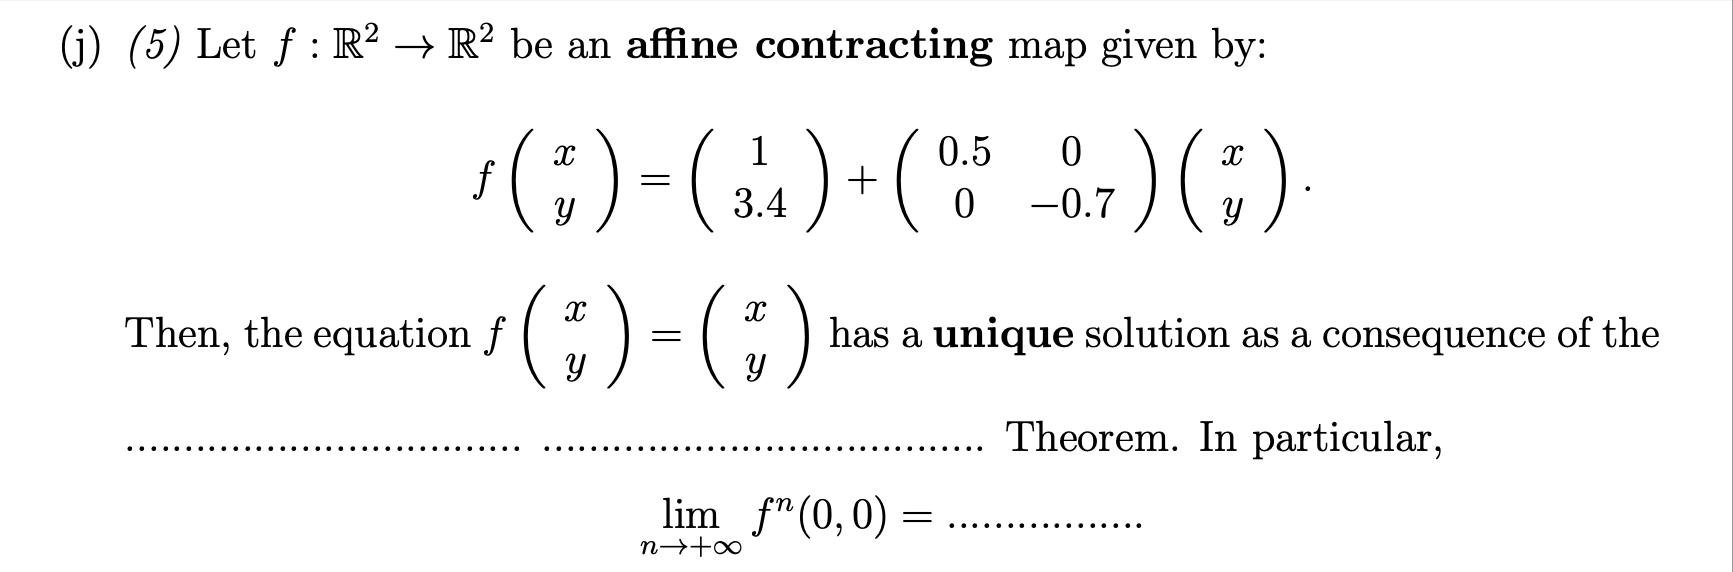 (j) (5) Let f : ℝ² → ℝ² be an affine contracting map given by:
f ( x y ) = ( 1 3.4 ) + ( 0.5 0 0 −0.7 ) ( x y ) .
Then, the equation f ( x y ) = ( x y ) has a unique solution as a consequence of the
.................................. ...................................... Theorem. In particular,
lim n→+∞ fⁿ(0, 0) = .................